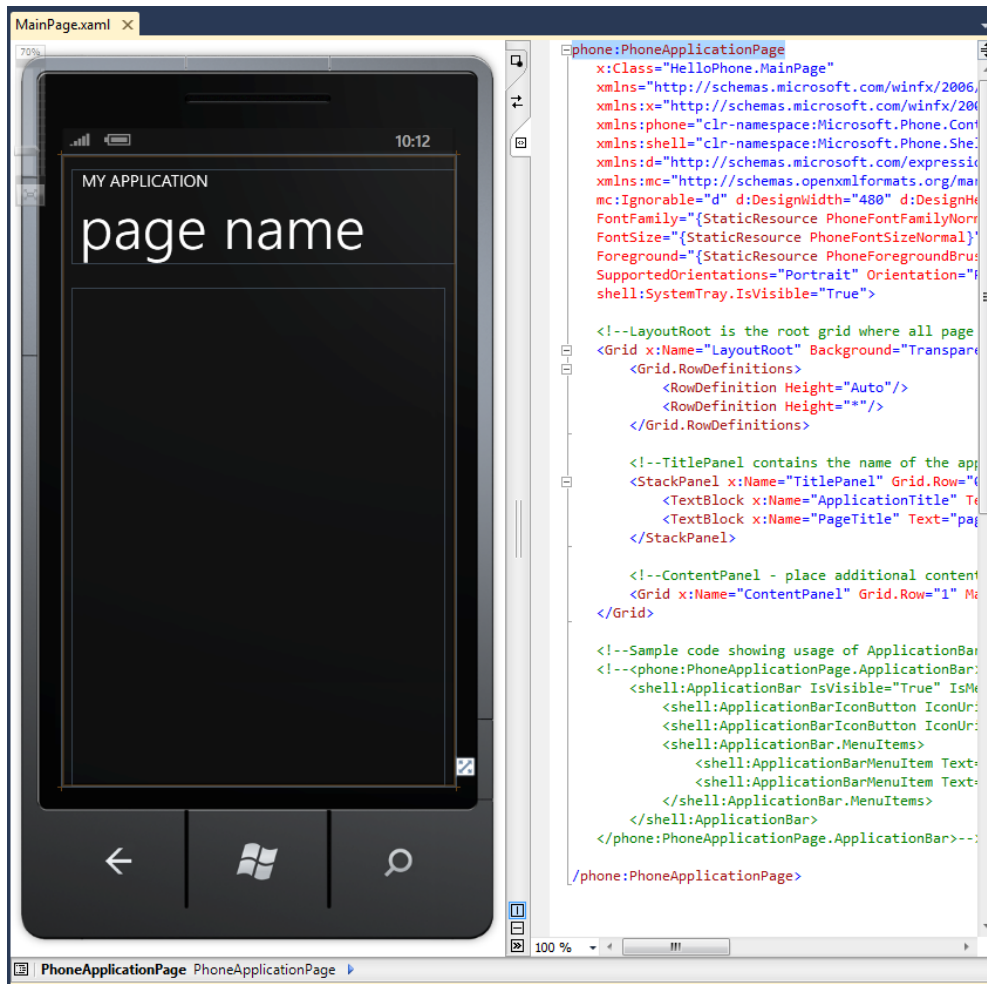 MainPage.xaml
70%
10:12
MY APPLICATION
page name
phone:PhoneApplicationPage
x:Class="HelloPhone.MainPage"
xmlns="http://schemas.microsoft.com/winfx/2006/
xmlns:x="http://schemas.microsoft.com/winfx/200
xmlns:phone="clr-namespace:Microsoft.Phone.Cont
xmlns:shell="clr-namespace:Microsoft.Phone.She
xmlns:d="http://schemas.microsoft.com/expressio
xmlns:mc="http://schemas.openxmlformats.org/mar
mc:Ignorable="d" d:DesignWidth="480" d:DesignHe
FontFamily="{StaticResource PhoneFontFamilyNorm
FontSize="{StaticResource PhoneFontSizeNormal}"
Foreground="{StaticResource PhoneForegroundBrus
SupportedOrientations="Portrait" Orientation="P
shell:SystemTray.IsVisible="True">
<!--LayoutRoot is the root grid where all page
<Grid x:Name="LayoutRoot" Background="Transpare
<Grid.RowDefinitions>
<RowDefinition Height="Auto"/>
<RowDefinition Height="*"/>
</Grid.RowDefinitions>
<!--TitlePanel contains the name of the app
<StackPanel x:Name="TitlePanel" Grid.Row="0
<TextBlock x:Name="ApplicationTitle" Te
<TextBlock x:Name="PageTitle" Text="pag
</StackPanel>
<!--ContentPanel - place additional content
<Grid x:Name="ContentPanel" Grid.Row="1" Ma
</Grid>
<!--Sample code showing usage of ApplicationBar
<!--<phone:PhoneApplicationPage.ApplicationBar>
<shell:ApplicationBar IsVisible="True" IsMe
<shell:ApplicationBarIconButton IconUri
<shell:ApplicationBarIconButton IconUri
<shell:ApplicationBar.MenuItems>
<shell:ApplicationBarMenuItem Text=
<shell:ApplicationBarMenuItem Text=
</shell:ApplicationBar.MenuItems>
</shell:ApplicationBar>
</phone:PhoneApplicationPage.ApplicationBar>-->
/phone:PhoneApplicationPage>
100 %
PhoneApplicationPage PhoneApplicationPage